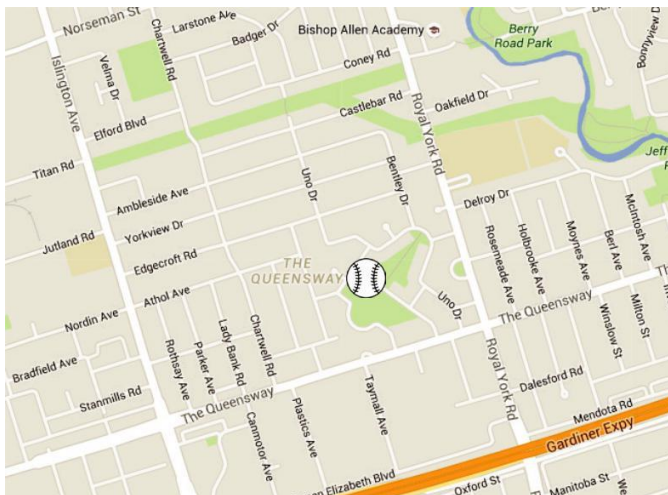 Norseman St
Larstone Ave
Badger Dr
Bishop Allen Academy
Berry
Road Park
Bonnyview D
Islington Ave
Chartwell Rd
Velma Dr
Coney Rd
Castlebar Rd
Royal York Rd
Oakfield Dr
Elford Blvd
Titan Rd
Jeff
Uno Dr
Bentley Dr
Ambleside Ave
Delroy Dr
Yorkview Dr
Jutland Rd
Edgecroft Rd
THE
QUEENSWAY
Rosemeade Ave
Holbrooke Ave
Moynes Ave
Berl Ave
McIntosh Ave
Athol Ave
Nordin Ave
Uno Dr
The Queensway
The
Winslow St
Milton St
Bradfield Ave
Rothsay Ave
Parker Ave
Lady Bank Rd
Chartwell Rd
Royal York Rd
Stanmills Rd
The Queensway
Canmotor Ave
Plastics Ave
Taymall Ave
Dalesford Rd
Mendota Rd
Gardiner Expy
en Elizabeth Blvd
Oxford St
Manitoba St